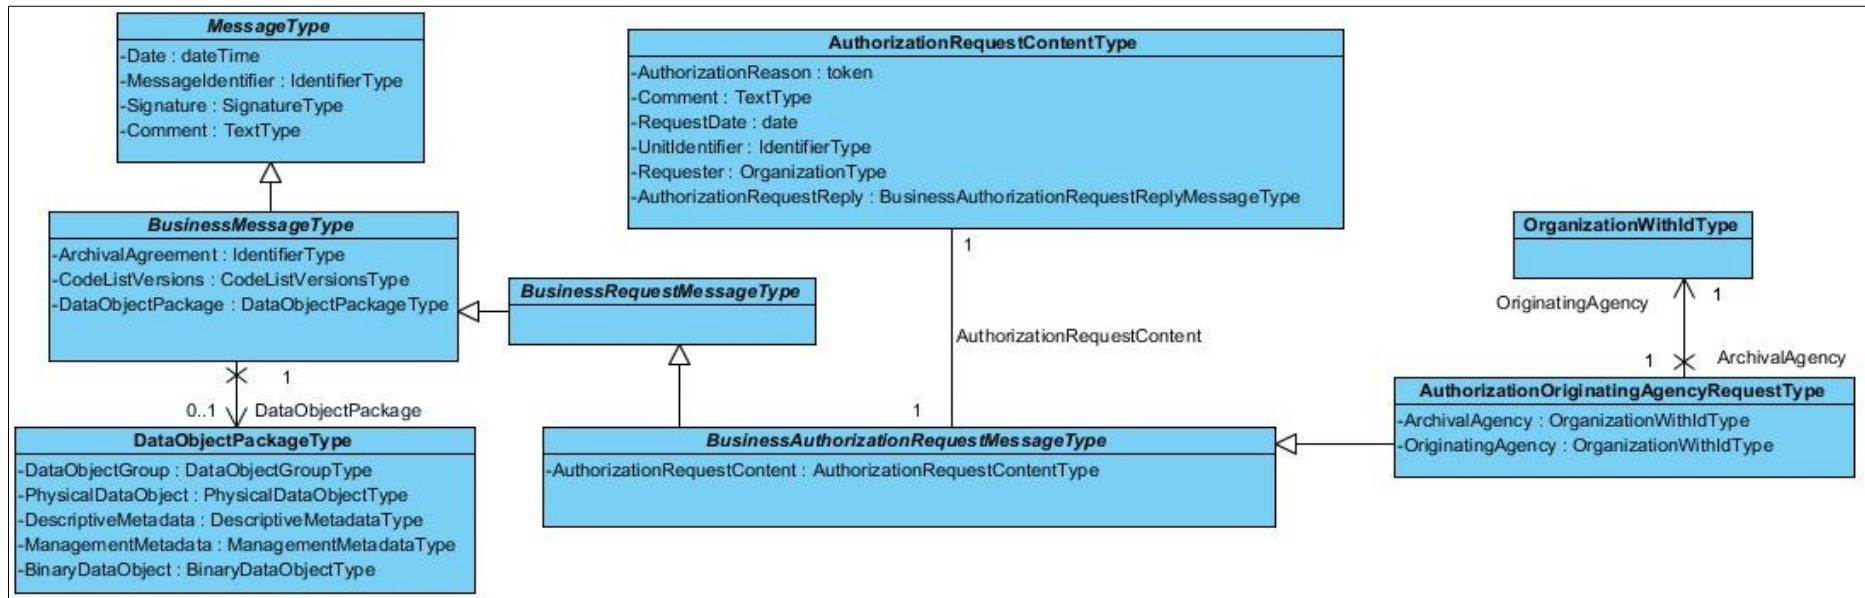 MessageType
-Date : dateTime
-MessageIdentifier : IdentifierType
-Signature : SignatureType
-Comment : TextType
AuthorizationRequestContentType
-AuthorizationReason : token
-Comment : TextType
-RequestDate : date
-UnitIdentifier : IdentifierType
-Requester : OrganizationType
-AuthorizationRequestReply : BusinessAuthorizationRequestReplyMessageType
BusinessMessageType
-ArchivalAgreement : IdentifierType
-CodeListVersions : CodeListVersionsType
-DataObjectPackage : DataObjectPackageType
BusinessRequestMessageType
1
AuthorizationRequestContent
1
OrganizationWithIdType
OriginatingAgency
1
1
ArchivalAgency
1
0..1
DataObjectPackage
DataObjectPackageType
-DataObjectGroup : DataObjectGroupType
-PhysicalDataObject : PhysicalDataObjectType
-DescriptiveMetadata : DescriptiveMetadataType
-ManagementMetadata : ManagementMetadataType
-BinaryDataObject : BinaryDataObjectType
BusinessAuthorizationRequestMessageType
-AuthorizationRequestContent : AuthorizationRequestContentType
AuthorizationOriginatingAgencyRequestType
-ArchivalAgency : OrganizationWithIdType
-OriginatingAgency : OrganizationWithIdType